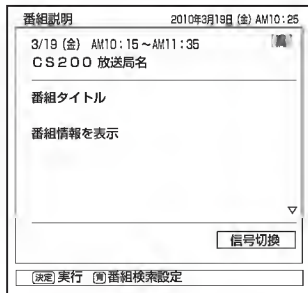 番組説明 2010年3月19日 (金) AM10:25
3/19 (金) AM10:15～AM11:35
CS200 放送局名
番組タイトル
番組情報を表示
信号切換
決定 実行 青 番組検索設定